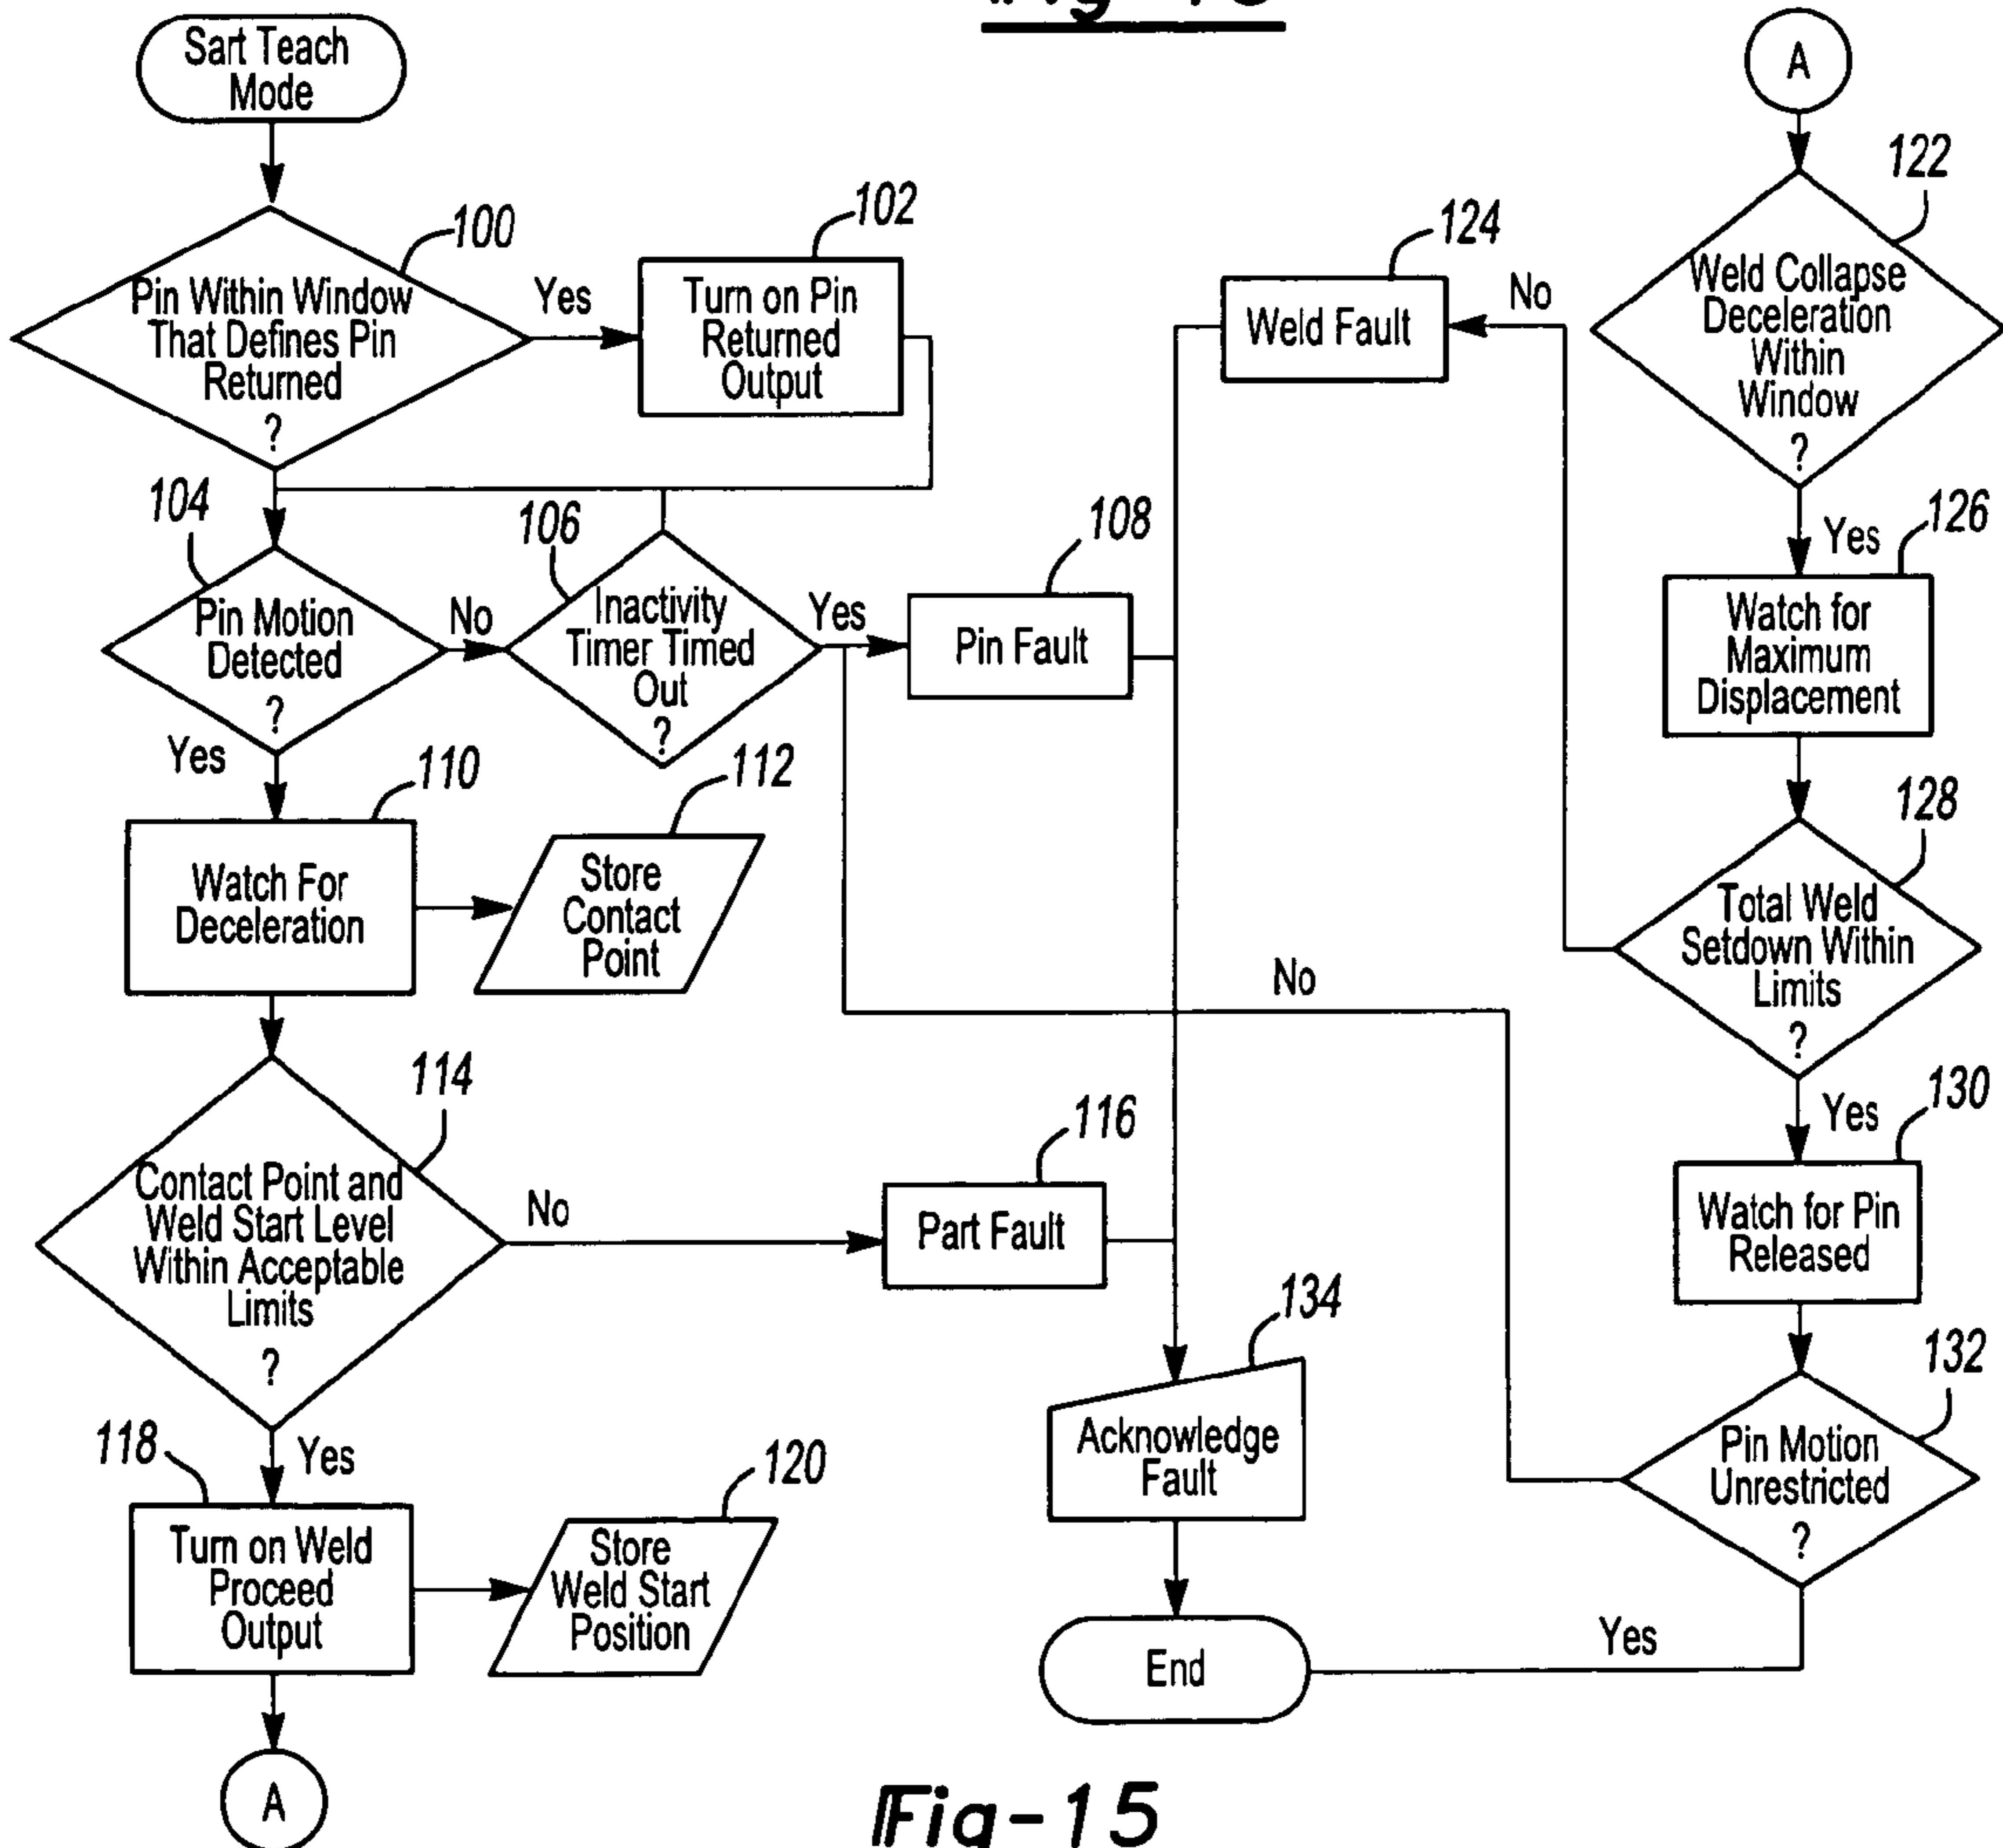 Sart Teach
Mode
100
Pin Within Window
That Defines Pin
Returned
?
Yes
102
Turn on Pin
Returned
Output
104
Pin Motion
Detected
?
No
106
Inactivity
Timer Timed
Out
?
Yes
108
Pin Fault
Yes
110
Watch For
Deceleration
112
Store
Contact
Point
114
Contact Point and
Weld Start Level
Within Acceptable
Limits
?
No
116
Part Fault
Yes
118
Turn on Weld
Proceed
Output
120
Store
Weld Start
Position
A
A
122
Weld Collapse
Deceleration
Within
Window
?
No
124
Weld Fault
Yes
126
Watch for
Maximum
Displacement
128
Total Weld
Setdown Within
Limits
?
Yes
130
Watch for Pin
Released
132
Pin Motion
Unrestricted
?
No
Yes
134
Acknowledge
Fault
End
Fig-15